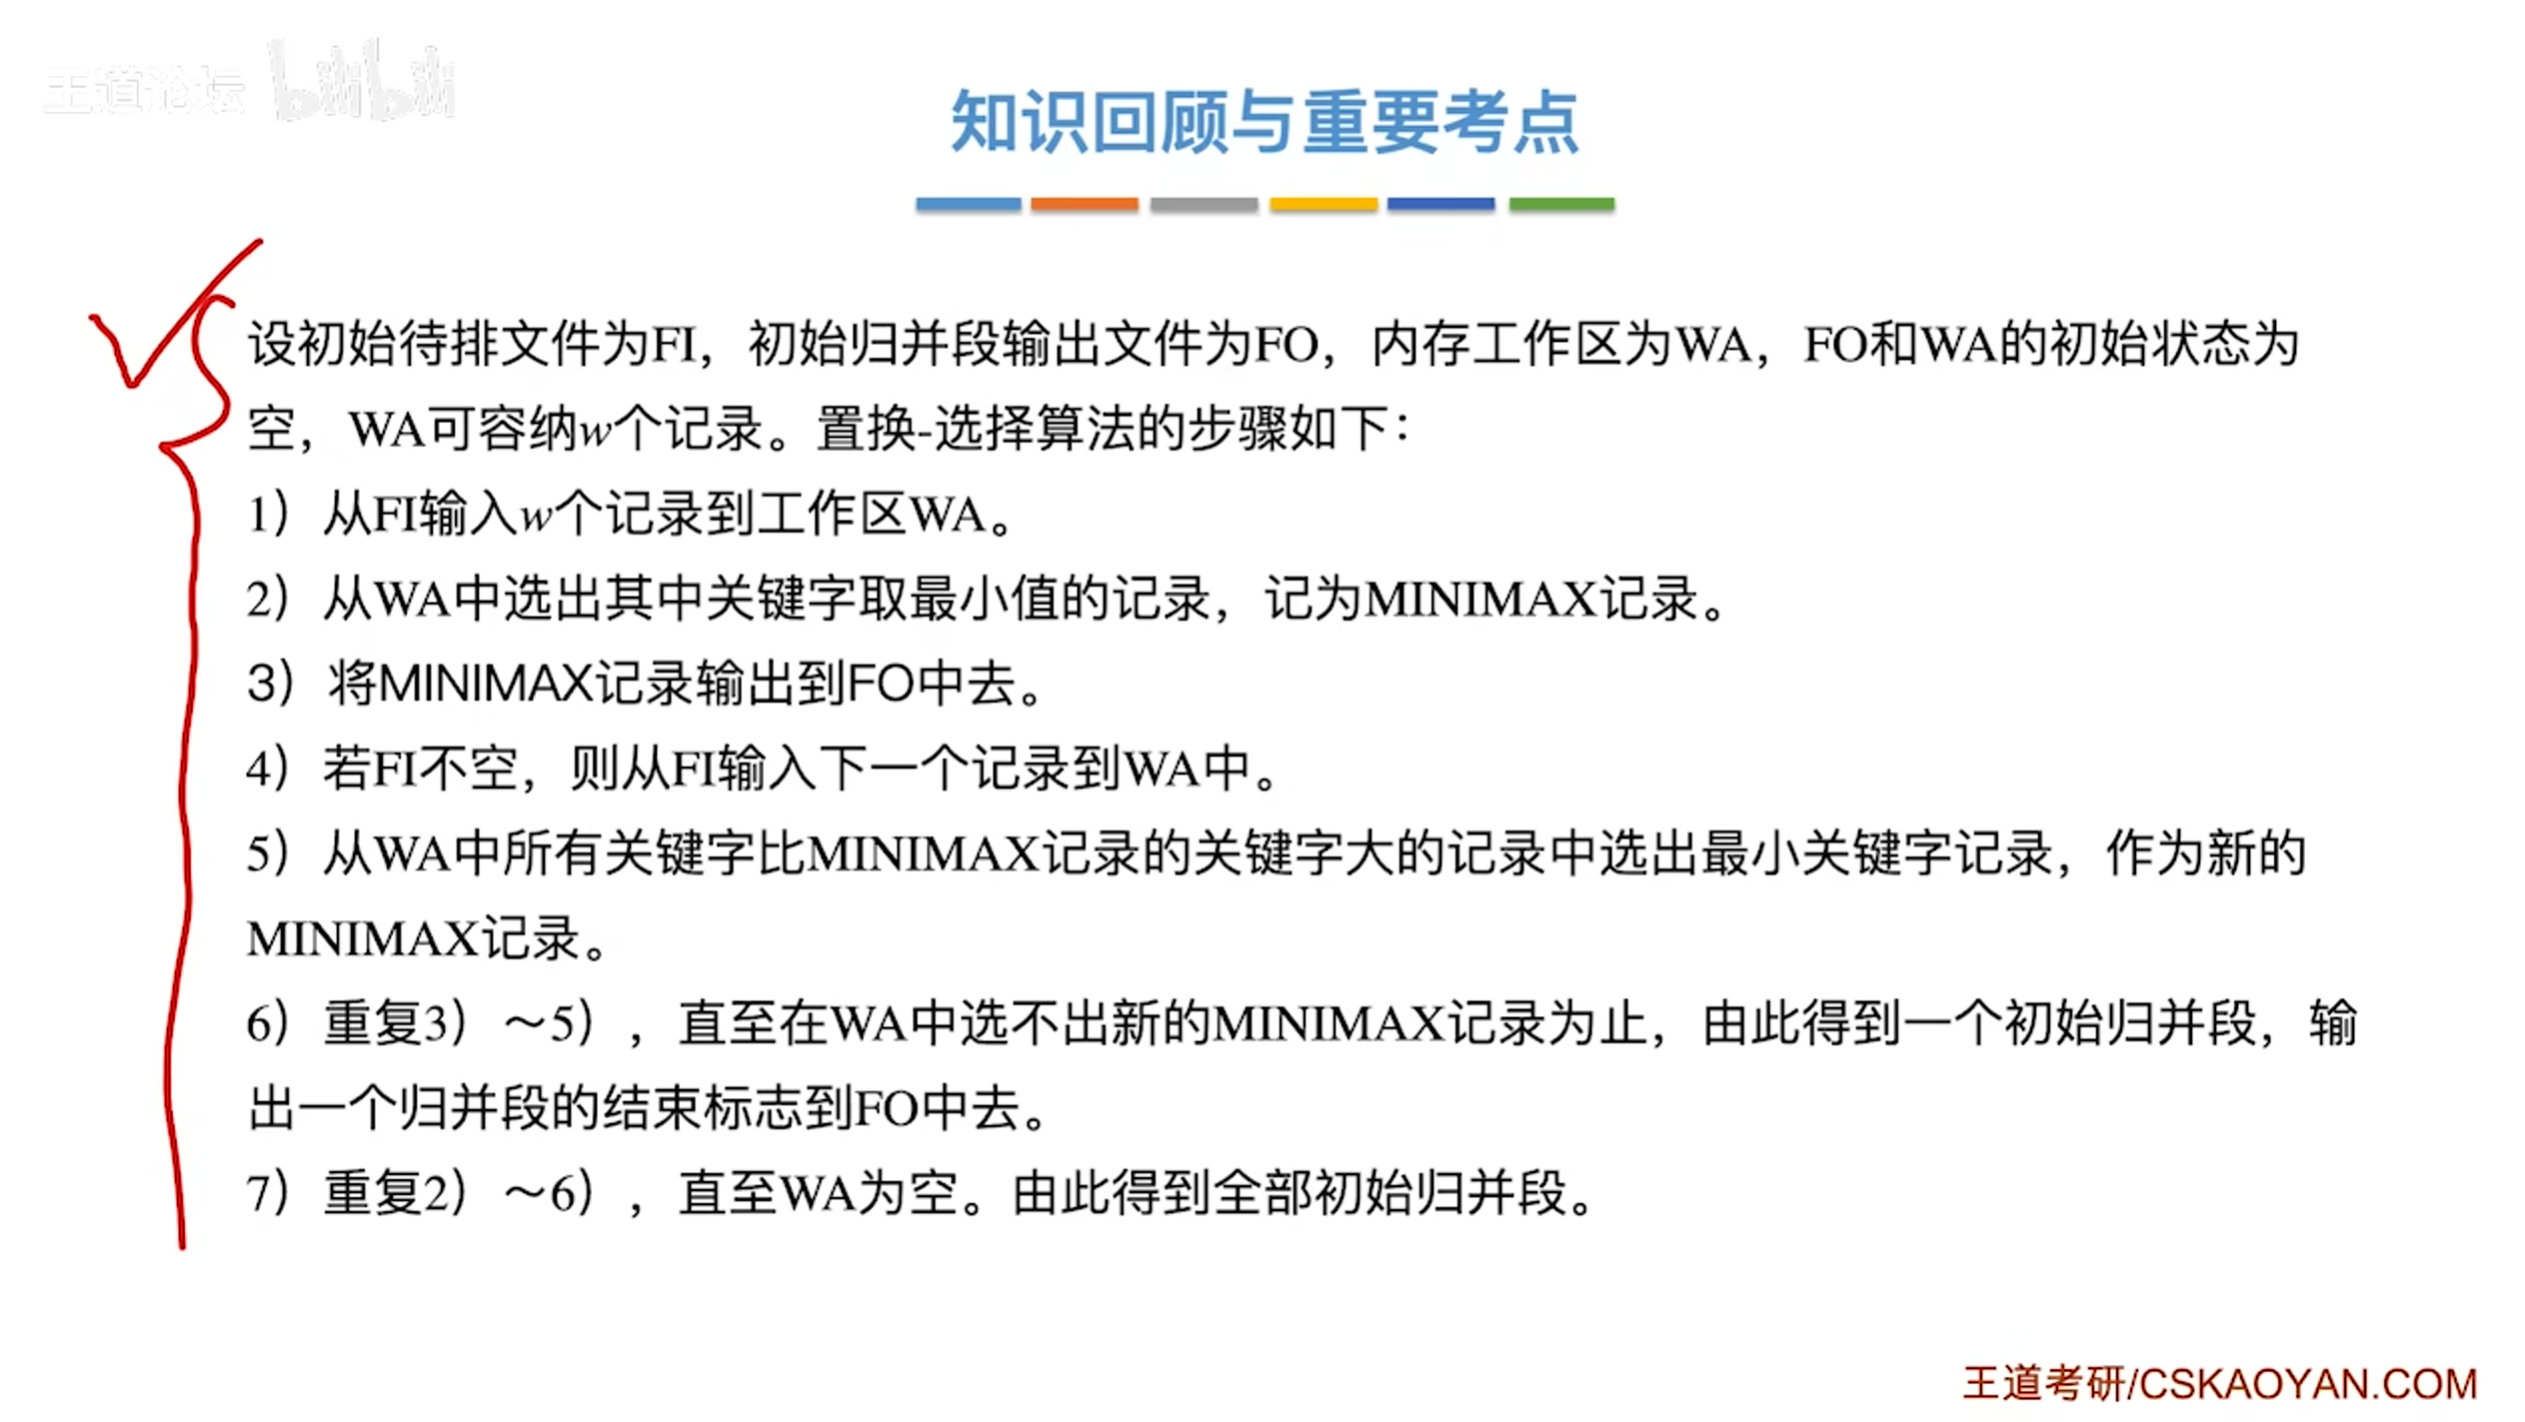 王道论坛 bilibili
知识回顾与重要考点
设初始待排文件为FI，初始归并段输出文件为FO，内存工作区为WA，FO和WA的初始状态为
空，WA可容纳w个记录。置换-选择算法的步骤如下：
1）从FI输入w个记录到工作区WA。
2）从WA中选出其中关键字取最小值的记录，记为MINIMAX记录。
3）将MINIMAX记录输出到FO中去。
4）若FI不空，则从FI输入下一个记录到WA中。
5）从WA中所有关键字比MINIMAX记录的关键字大的记录中选出最小关键字记录，作为新的
MINIMAX记录。
6）重复3）～5），直至在WA中选不出新的MINIMAX记录为止，由此得到一个初始归并段，输
出一个归并段的结束标志到FO中去。
7）重复2）～6），直至WA为空。由此得到全部初始归并段。
王道考研/CSKAOYAN.COM